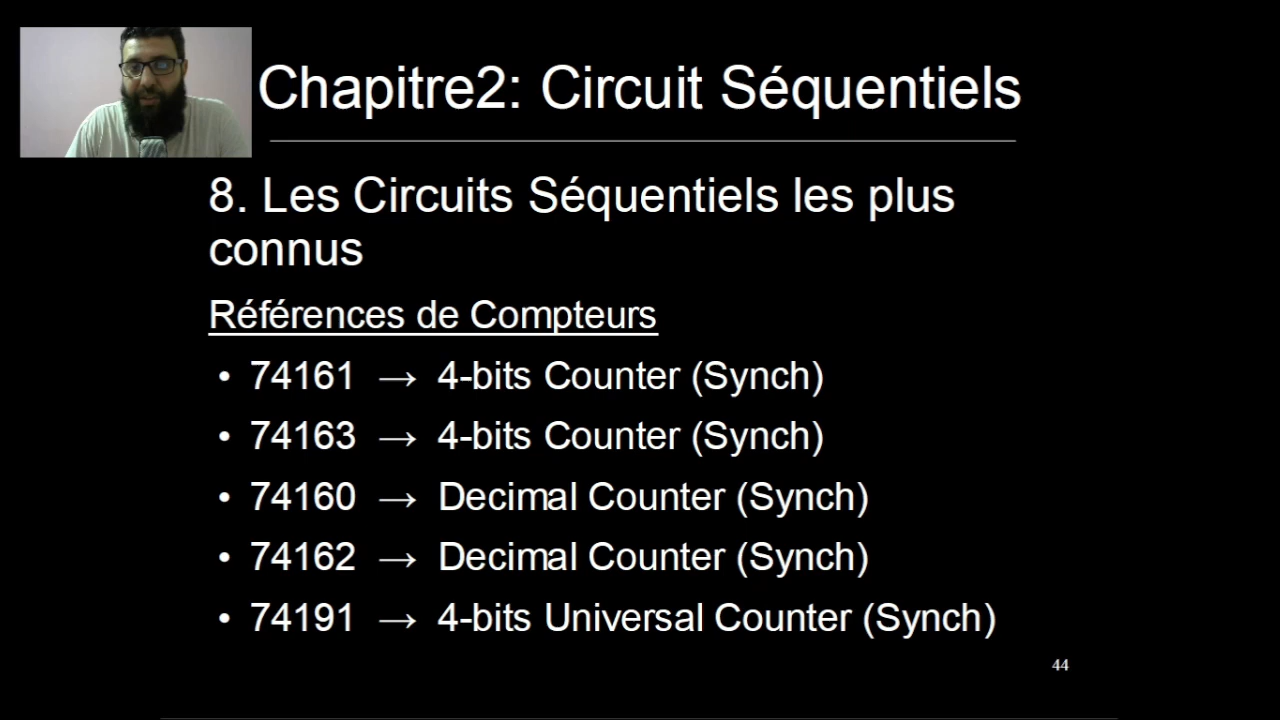 Chapitre2: Circuit Séquentiels
8. Les Circuits Séquentiels les plus
connus
Références de Compteurs
• 74161 → 4-bits Counter (Synch)
• 74163 → 4-bits Counter (Synch)
• 74160 → Decimal Counter (Synch)
• 74162 → Decimal Counter (Synch)
• 74191 → 4-bits Universal Counter (Synch)
44